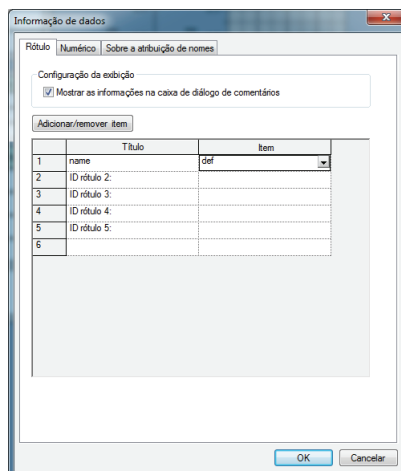 Informação de dados
Rótulo Numérico Sobre a atribuição de nomes
Configuração da exibição
Mostrar as informações na caixa de diálogo de comentários
Adicionar/remover item
Título Item
1 name def
2 ID rótulo 2:
3 ID rótulo 3:
4 ID rótulo 4:
5 ID rótulo 5:
6
OK Cancelar